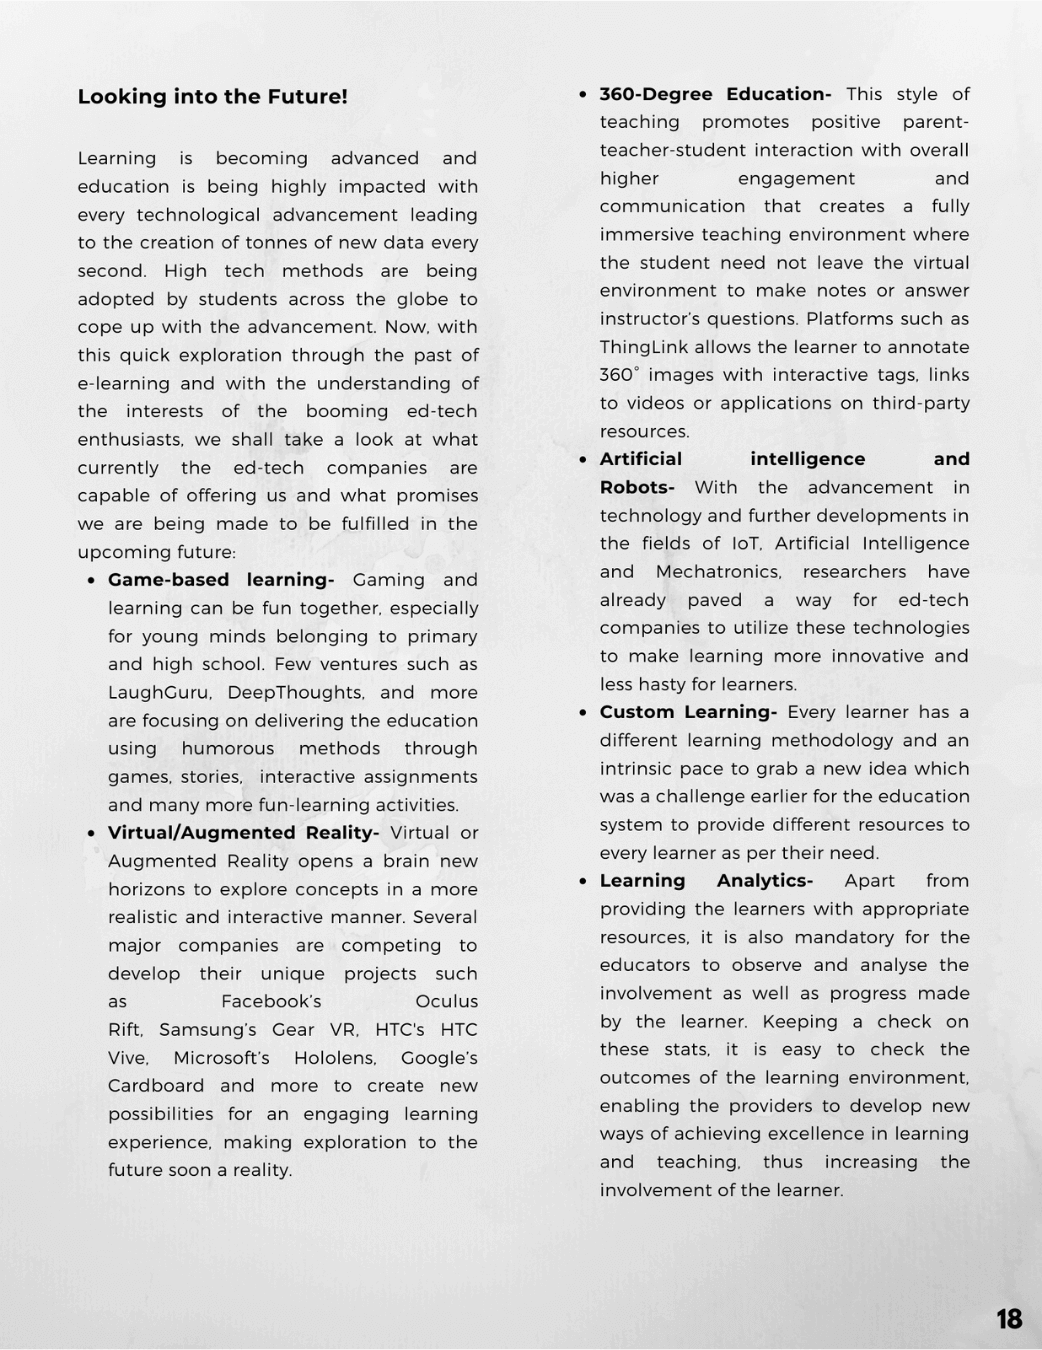 Looking into the Future!
Learning is becoming advanced and
education is being highly impacted with
every technological advancement leading
to the creation of tonnes of new data every
second. High tech methods are being
adopted by students across the globe to
cope up with the advancement. Now, with
this quick exploration through the past of
e-learning and with the understanding of
the interests of the booming ed-tech
enthusiasts, we shall take a look at what
currently the ed-tech companies are
capable of offering us and what promises
we are being made to be fulfilled in the
upcoming future:
• Game-based learning- Gaming and
learning can be fun together, especially
for young minds belonging to primary
and high school. Few ventures such as
LaughGuru, DeepThoughts, and more
are focusing on delivering the education
using humorous methods through
games, stories, interactive assignments
and many more fun-learning activities.
• Virtual/Augmented Reality- Virtual or
Augmented Reality opens a brain new
horizons to explore concepts in a more
realistic and interactive manner. Several
major companies are competing to
develop their unique projects such
as Facebook's Oculus
Rift, Samsung's Gear VR, HTC's HTC
Vive, Microsoft's Hololens, Google's
Cardboard and more to create new
possibilities for an engaging learning
experience, making exploration to the
future soon a reality.
• 360-Degree Education- This style of
teaching promotes positive parent-
teacher-student interaction with overall
higher engagement and
communication that creates a fully
immersive teaching environment where
the student need not leave the virtual
environment to make notes or answer
instructor's questions. Platforms such as
ThingLink allows the learner to annotate
360° images with interactive tags, links
to videos or applications on third-party
resources.
• Artificial intelligence and
Robots- With the advancement in
technology and further developments in
the fields of IoT, Artificial Intelligence
and Mechatronics, researchers have
already paved a way for ed-tech
companies to utilize these technologies
to make learning more innovative and
less hasty for learners.
• Custom Learning- Every learner has a
different learning methodology and an
intrinsic pace to grab a new idea which
was a challenge earlier for the education
system to provide different resources to
every learner as per their need.
• Learning Analytics- Apart from
providing the learners with appropriate
resources, it is also mandatory for the
educators to observe and analyse the
involvement as well as progress made
by the learner. Keeping a check on
these stats, it is easy to check the
outcomes of the learning environment,
enabling the providers to develop new
ways of achieving excellence in learning
and teaching, thus increasing the
involvement of the learner.
18